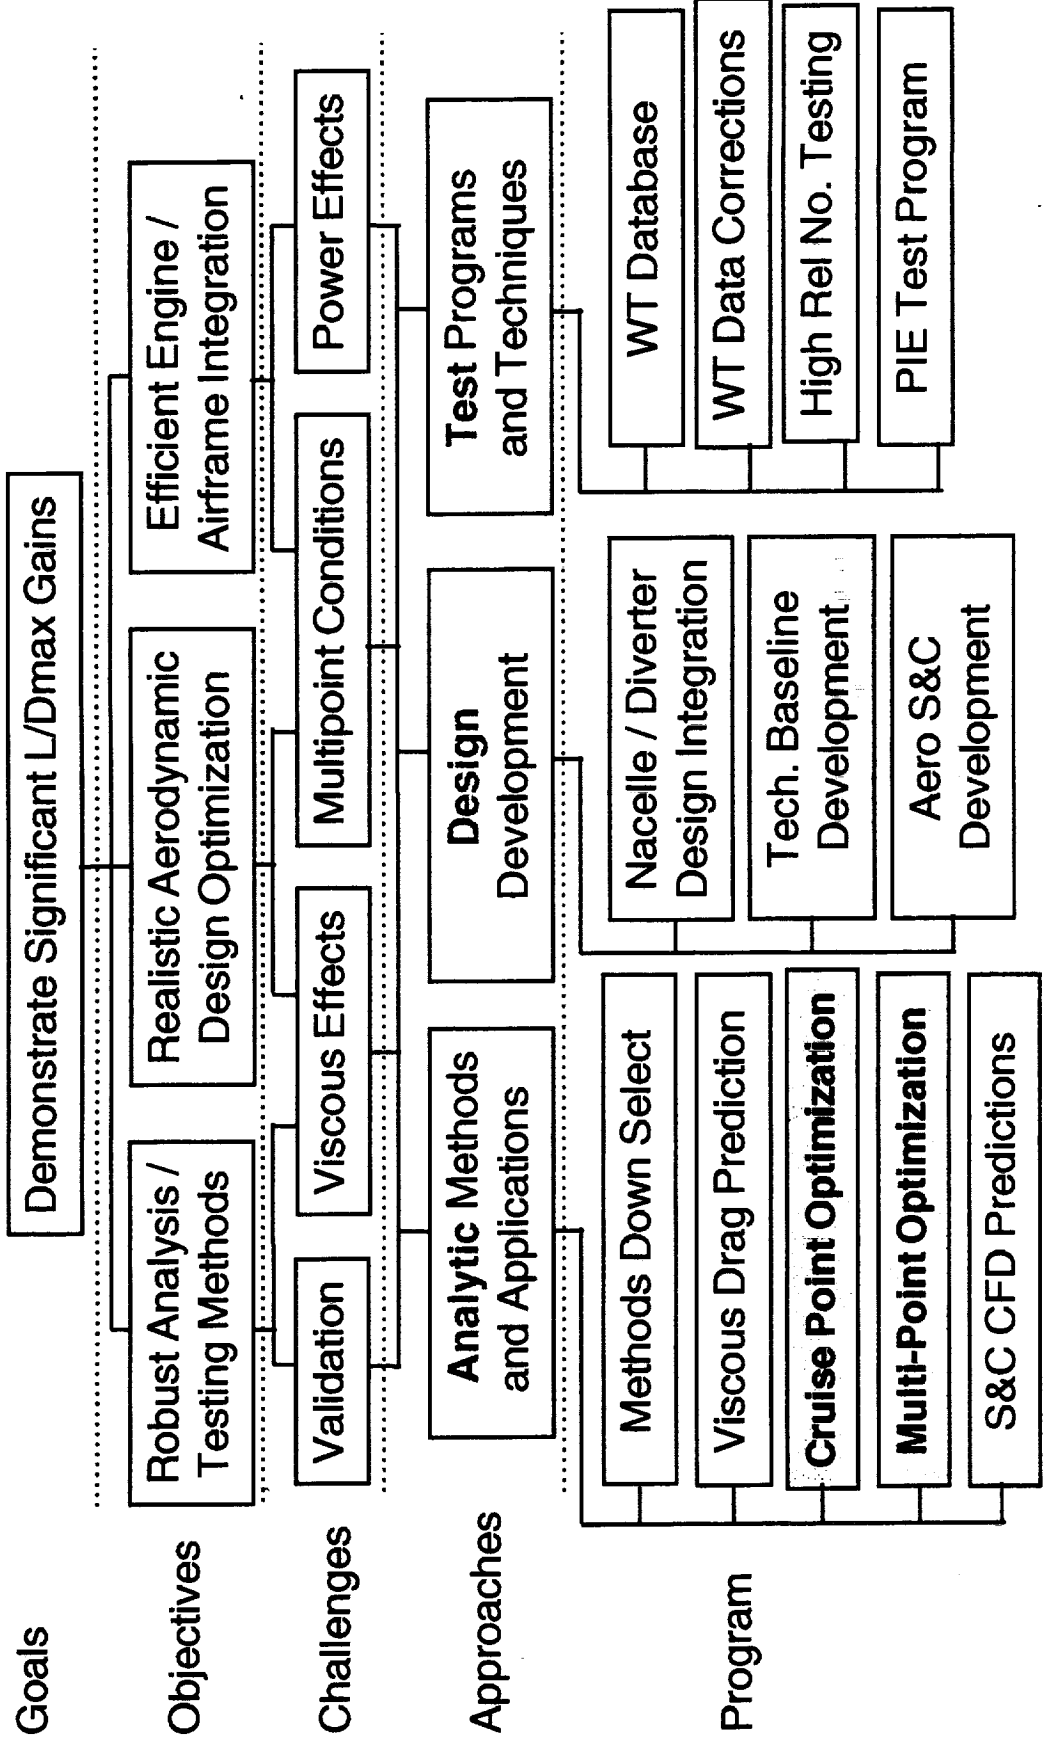 Goals
Demonstrate Significant L/Dmax Gains
Objectives
Robust Analysis /
Testing Methods
Realistic Aerodynamic
Design Optimization
Efficient Engine /
Airframe Integration
Challenges
Validation
Viscous Effects
Multipoint Conditions
Power Effects
Approaches
Analytic Methods
and Applications
Design
Development
Test Programs
and Techniques
Program
Methods Down Select
Viscous Drag Prediction
Cruise Point Optimization
Multi-Point Optimization
S&C CFD Predictions
Nacelle / Diverter
Design Integration
Tech. Baseline
Development
Aero S&C
Development
WT Database
WT Data Corrections
High Rel No. Testing
PIE Test Program